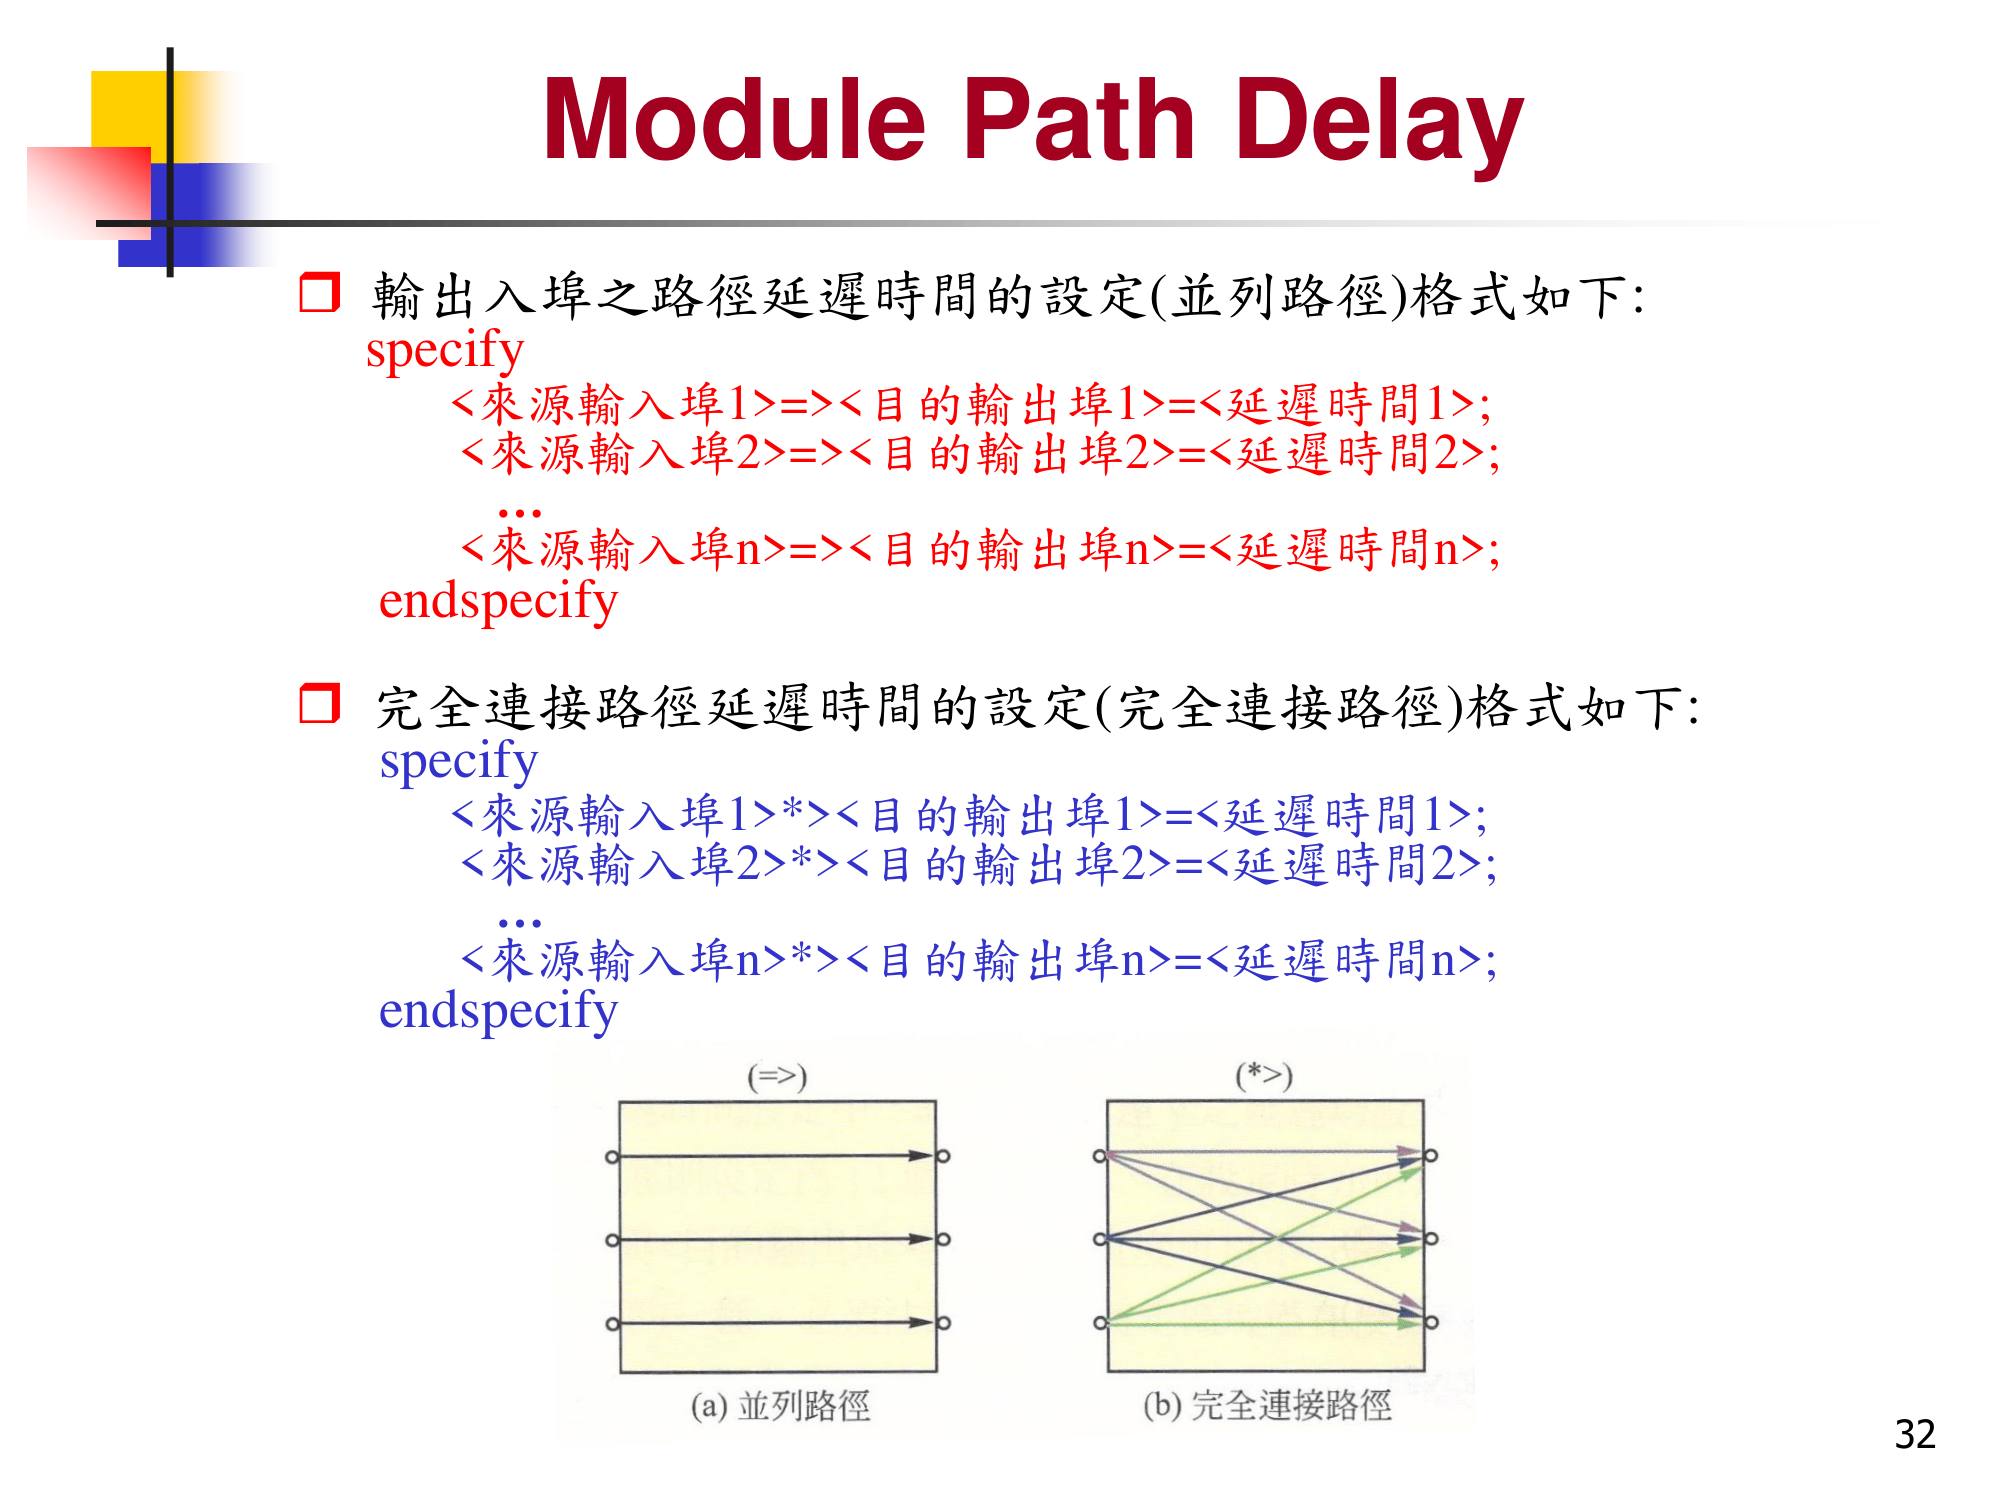 Module Path Delay
輸出入埠之路徑延遲時間的設定(並列路徑)格式如下:
specify
<來源輸入埠1>=><目的輸出埠1>=<延遲時間1>;
<來源輸入埠2>=><目的輸出埠2>=<延遲時間2>;
...
<來源輸入埠n>=><目的輸出埠n>=<延遲時間n>;
endspecify
完全連接路徑延遲時間的設定(完全連接路徑)格式如下:
specify
<來源輸入埠1>*><目的輸出埠1>=<延遲時間1>;
<來源輸入埠2>*><目的輸出埠2>=<延遲時間2>;
...
<來源輸入埠n>*><目的輸出埠n>=<延遲時間n>;
endspecify
(=>)
(*>)
(a) 並列路徑
(b) 完全連接路徑
32